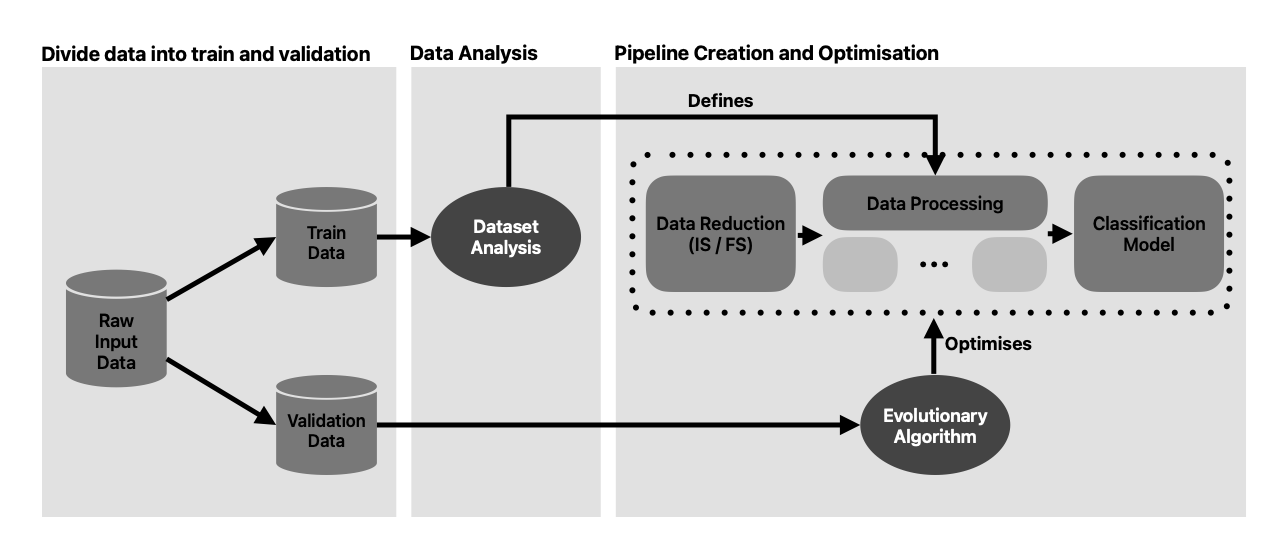 Divide data into train and validation
Data Analysis
Pipeline Creation and Optimisation
Defines
Train
Data
Dataset
Analysis
Data Reduction
(IS / FS)
Data Processing
...
Classification
Model
Raw
Input
Data
Optimises
Validation
Data
Evolutionary
Algorithm